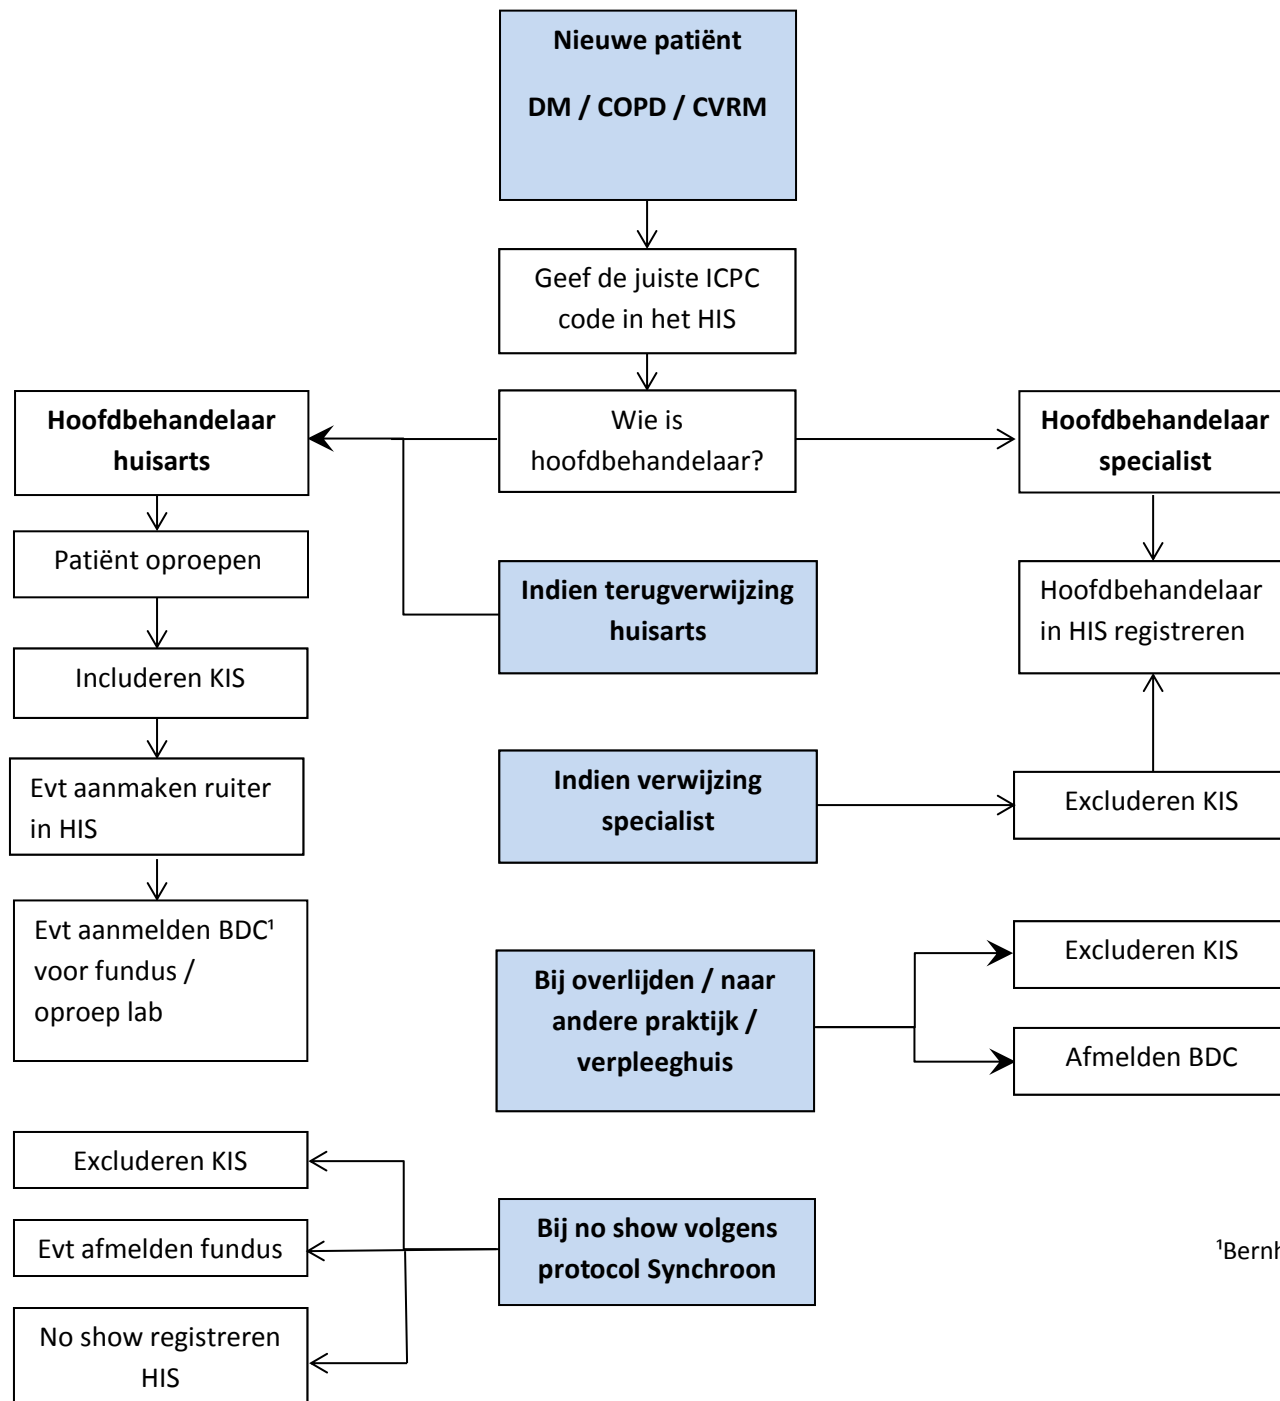 Nieuwe patiënt
DM / COPD / CVRM
Geef de juiste ICPC
code in het HIS
Hoofdbehandelaar
huisarts
Wie is
hoofdbehandelaar?
Hoofdbehandelaar
specialist
Patiënt oproepen
Indien terugverwijzing
huisarts
Hoofdbehandelaar
in HIS registreren
Includeren KIS
Evt aanmaken ruiter
in HIS
Indien verwijzing
specialist
Excluderen KIS
Evt aanmelden BDC¹
voor fundus /
oproep lab
Bij overlijden / naar
andere praktijk /
verpleeghuis
Excluderen KIS
Afmelden BDC
Excluderen KIS
Evt afmelden fundus
No show registreren
HIS
Bij no show volgens
protocol Synchroon
¹Bernh